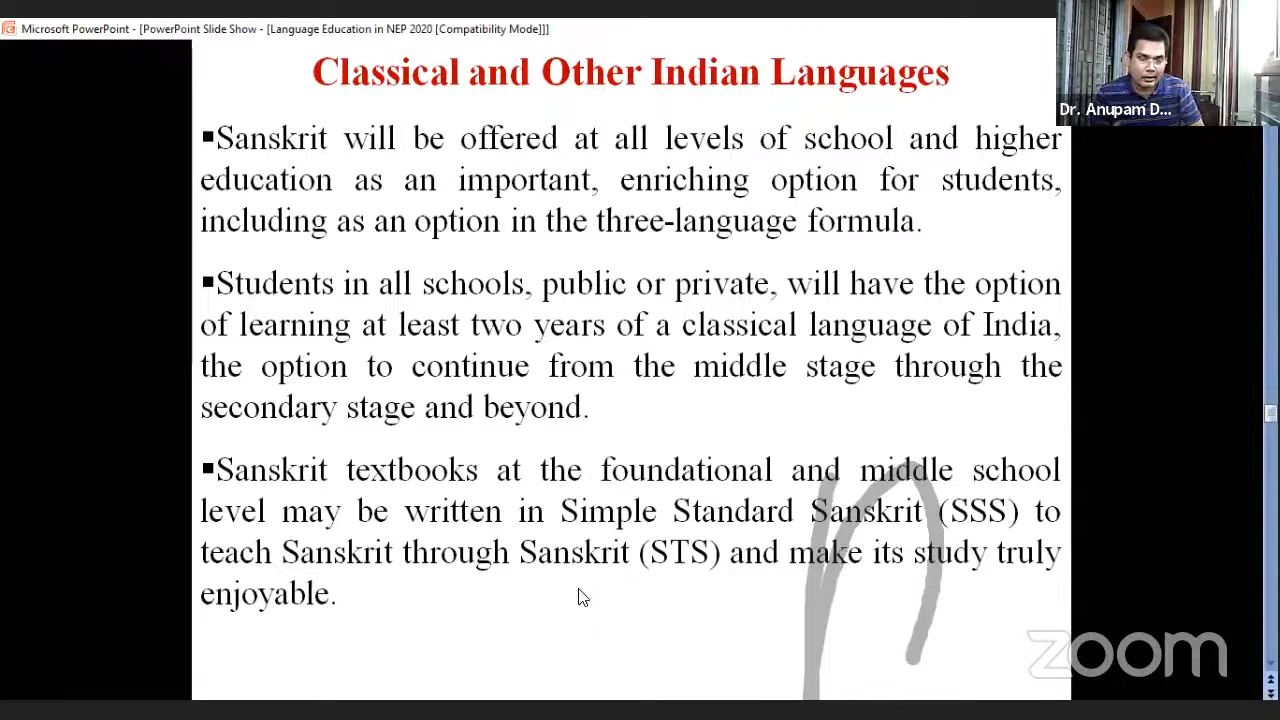 Microsoft PowerPoint - [PowerPoint Slide Show - [Language Education in NEP 2020 [Compatibility Mode]]]
Classical and Other Indian Languages
Dr. Anupam D...
▪Sanskrit will be offered at all levels of school and higher
education as an important, enriching option for students,
including as an option in the three-language formula.
▪Students in all schools, public or private, will have the option
of learning at least two years of a classical language of India,
the option to continue from the middle stage through the
secondary stage and beyond.
▪Sanskrit textbooks at the foundational and middle school
level may be written in Simple Standard Sanskrit (SSS) to
teach Sanskrit through Sanskrit (STS) and make its study truly
enjoyable.
zoom